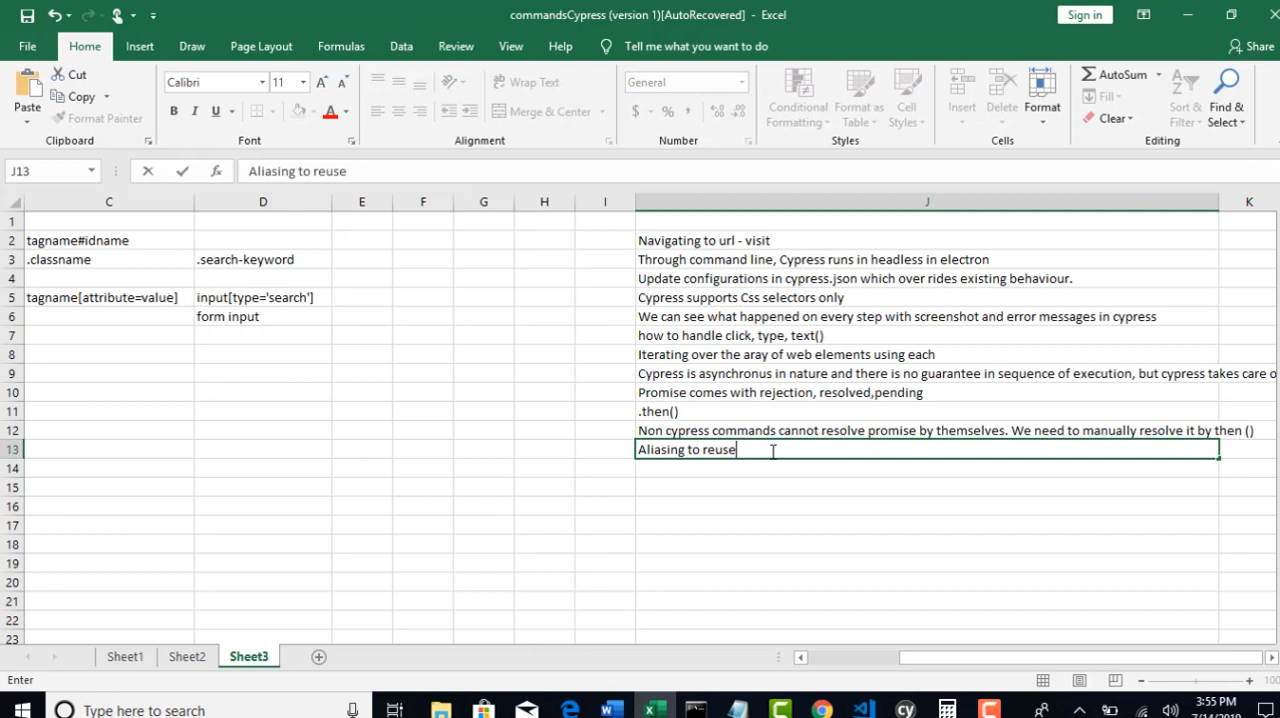 commandsCypress (version 1)[AutoRecovered] - Excel
Sign in
File Home Insert Draw Page Layout Formulas Data Review View Help Tell me what you want to do
Share
Paste
Cut
Copy
Format Painter
Clipboard
Calibri 11
B I U
Font
Wrap Text
Merge & Center
Alignment
General
$ % ,
Number
Conditional Formatting
Format as Table
Cell Styles
Styles
Insert Delete Format
Cells
AutoSum
Fill
Clear
Sort & Filter
Find & Select
Editing
J13 fx Aliasing to reuse
C D E F G H I J K
1
2 tagname#idname Navigating to url - visit
3 .classname .search-keyword Through command line, Cypress runs in headless in electron
4 Update configurations in cypress.json which over rides existing behaviour.
5 tagname[attribute=value] input[type='search'] Cypress supports Css selectors only
6 form input We can see what happened on every step with screenshot and error messages in cypress
7 how to handle click, type, text()
8 Iterating over the aray of web elements using each
9 Cypress is asynchronus in nature and there is no guarantee in sequence of execution, but cypress takes care o
10 Promise comes with rejection, resolved,pending
11 .then()
12 Non cypress commands cannot resolve promise by themselves. We need to manually resolve it by then ()
13 Aliasing to reuse
14
15
16
17
18
19
20
21
22
23
Sheet1 Sheet2 Sheet3
Enter
100
Type here to search
3:55 PM